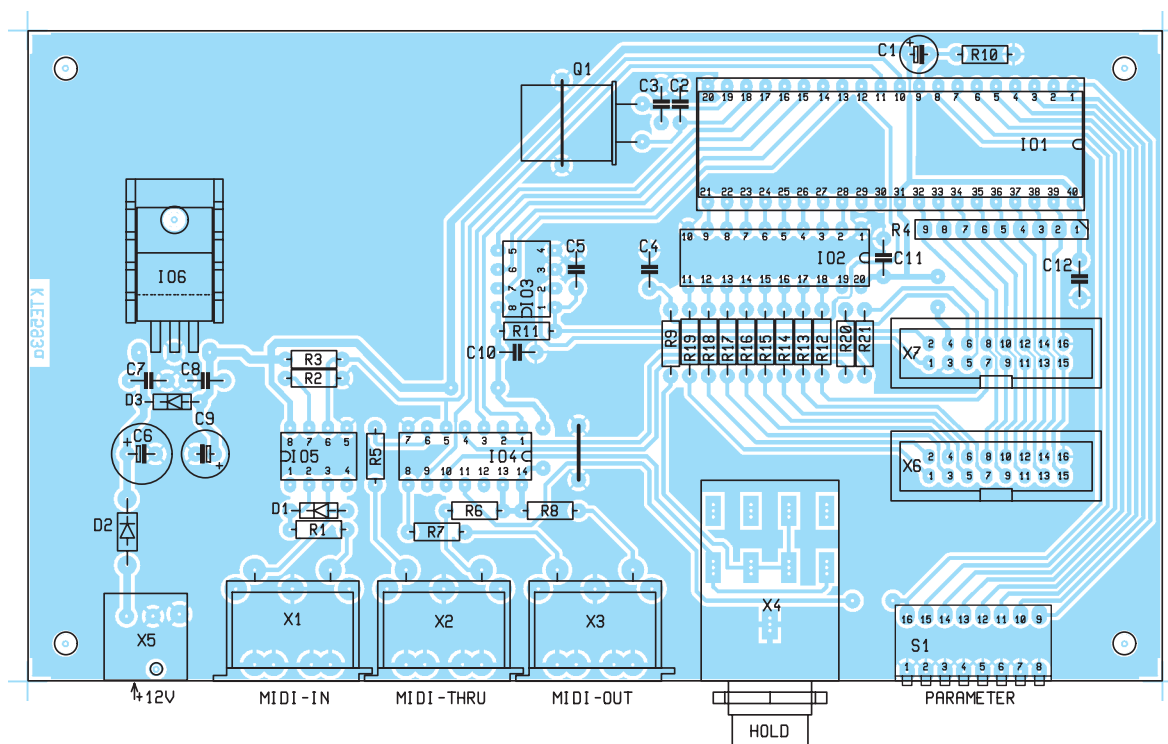 C1
R10
Q1
C3 C2
20 19 18 17 16 15 14 13 12 11 10 9 8 7 6 5 4 3 2 1
IO1
21 22 23 24 25 26 27 28 29 30 31 32 33 34 35 36 37 38 39 40
R4
9 8 7 6 5 4 3 2 1
10 9 8 7 6 5 4 3 2 1
IO2
11 12 13 14 15 16 17 18 19 20
C11
C12
C5
C4
5 4
6 3
7 2
8 1
IO3
R11
C10
IO6
KTE593a
C7
C8
D3
C6
C9
R3
R2
R9
R19
R18
R17
R16
R15
R14
R13
R12
R20
R21
X7
2 4 6 8 10 12 14 16
1 3 5 7 9 11 13 15
8 7 6 5
IO5
1 2 3 4
R5
7 6 5 4 3 2 1
IO4
8 9 10 11 12 13 14
X6
2 4 6 8 10 12 14 16
1 3 5 7 9 11 13 15
D1
R1
R6
R8
R7
D2
X5
X1
X2
X3
X4
16 15 14 13 12 11 10 9
S1
1 2 3 4 5 6 7 8
+12V
MIDI-IN
MIDI-THRU
MIDI-OUT
HOLD
PARAMETER